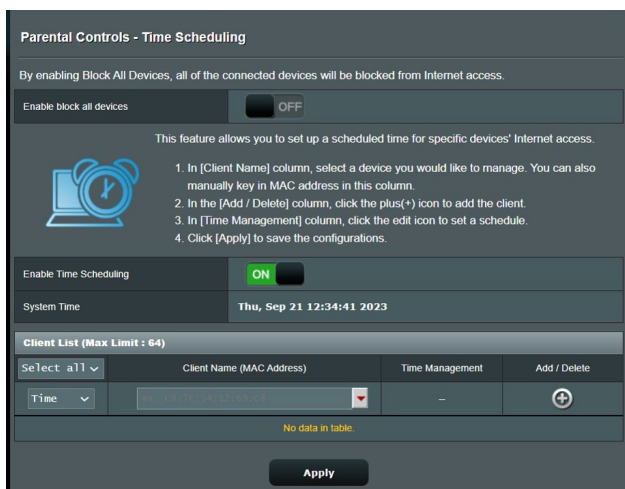 Parental Controls - Time Scheduling
By enabling Block All Devices, all of the connected devices will be blocked from Internet access.
Enable block all devices
OFF
This feature allows you to set up a scheduled time for specific devices' Internet access.
1. In [Client Name] column, select a device you would like to manage. You can also
manually key in MAC address in this
column.
2. In the [Add / Delete] column, click the plus(+) icon to add the client.
3. In [Time Management] column, click the edit icon to set a schedule.
4. Click [Apply] to save the configurations.
Enable Time Scheduling
ON
System Time
Thu, Sep 21 12:34:41 2023
Client List (Max Limit : 64)
Select all
Client Name (MAC Address)
Time Management
Add / Delete
Time
–
No data in table.
Apply